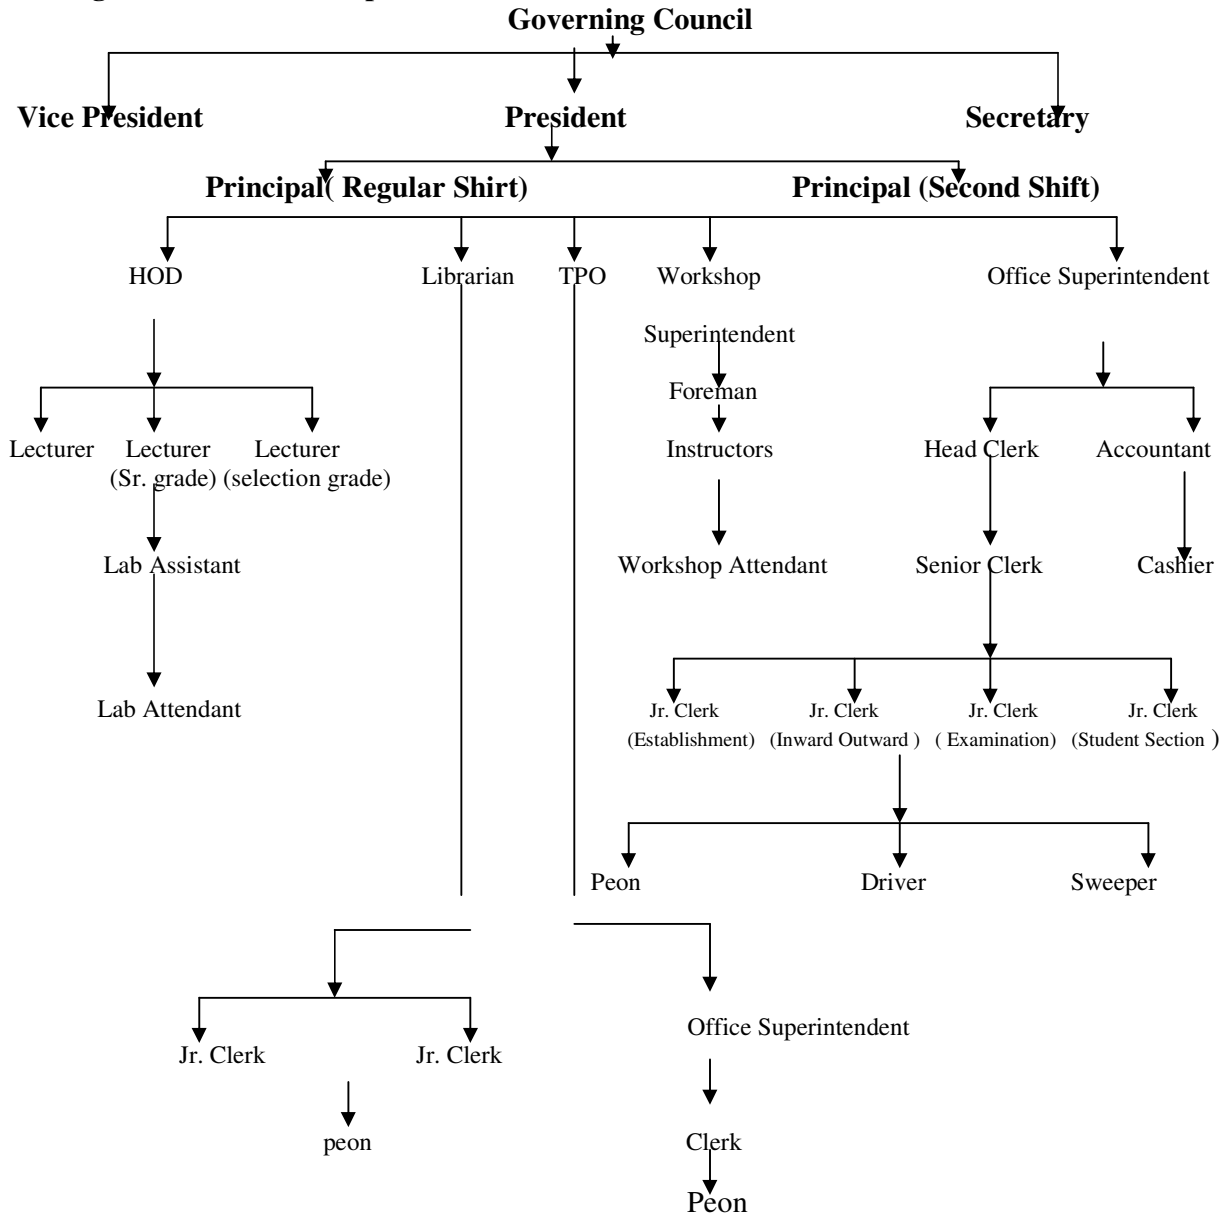 Governing Council
Vice President President Secretary
Principal( Regular Shirt) Principal (Second Shift)
HOD Librarian TPO Workshop Office Superintendent
Superintendent
Foreman
Lecturer Lecturer Lecturer Instructors Head Clerk Accountant
(Sr. grade) (selection grade)
Lab Assistant Workshop Attendant Senior Clerk Cashier
Lab Attendant Jr. Clerk Jr. Clerk Jr. Clerk Jr. Clerk
(Establishment) (Inward Outward ) ( Examination) (Student Section )
Peon Driver Sweeper
Office Superintendent
Jr. Clerk Jr. Clerk
peon Clerk
Peon